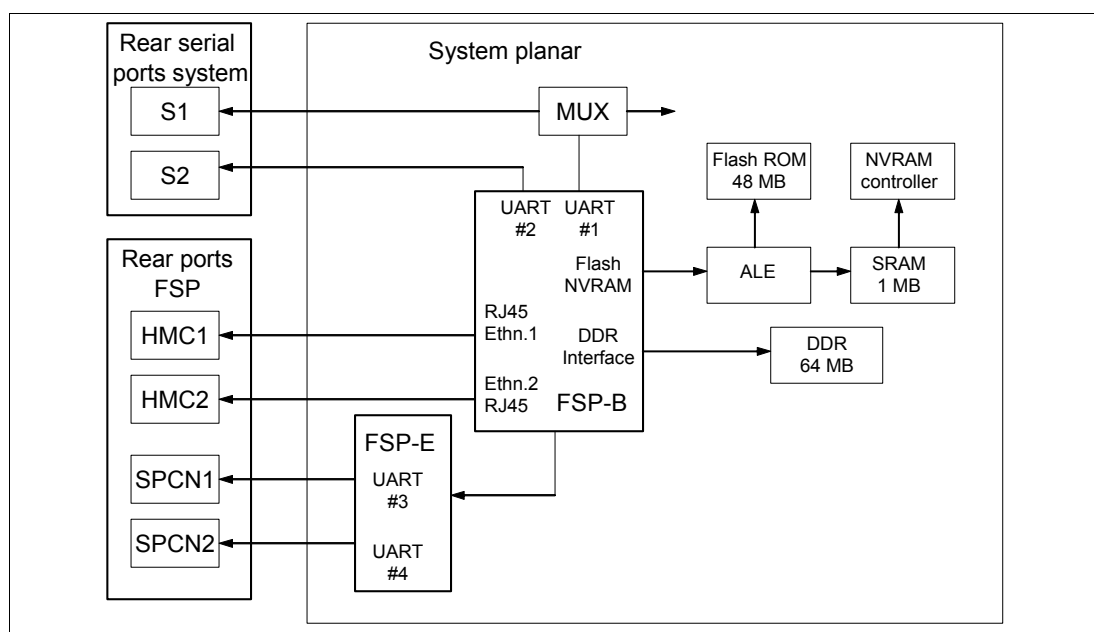 Rear serial
ports system
S1
S2
System planar
MUX
Flash ROM
48 MB
NVRAM
controller
UART
#2
UART
#1
Flash
NVRAM
ALE
SRAM
1 MB
Rear ports
FSP
HMC1
HMC2
SPCN1
SPCN2
RJ45
Ethn.1
DDR
Interface
DDR
64 MB
Ethn.2
RJ45
FSP-B
FSP-E
UART
#3
UART
#4